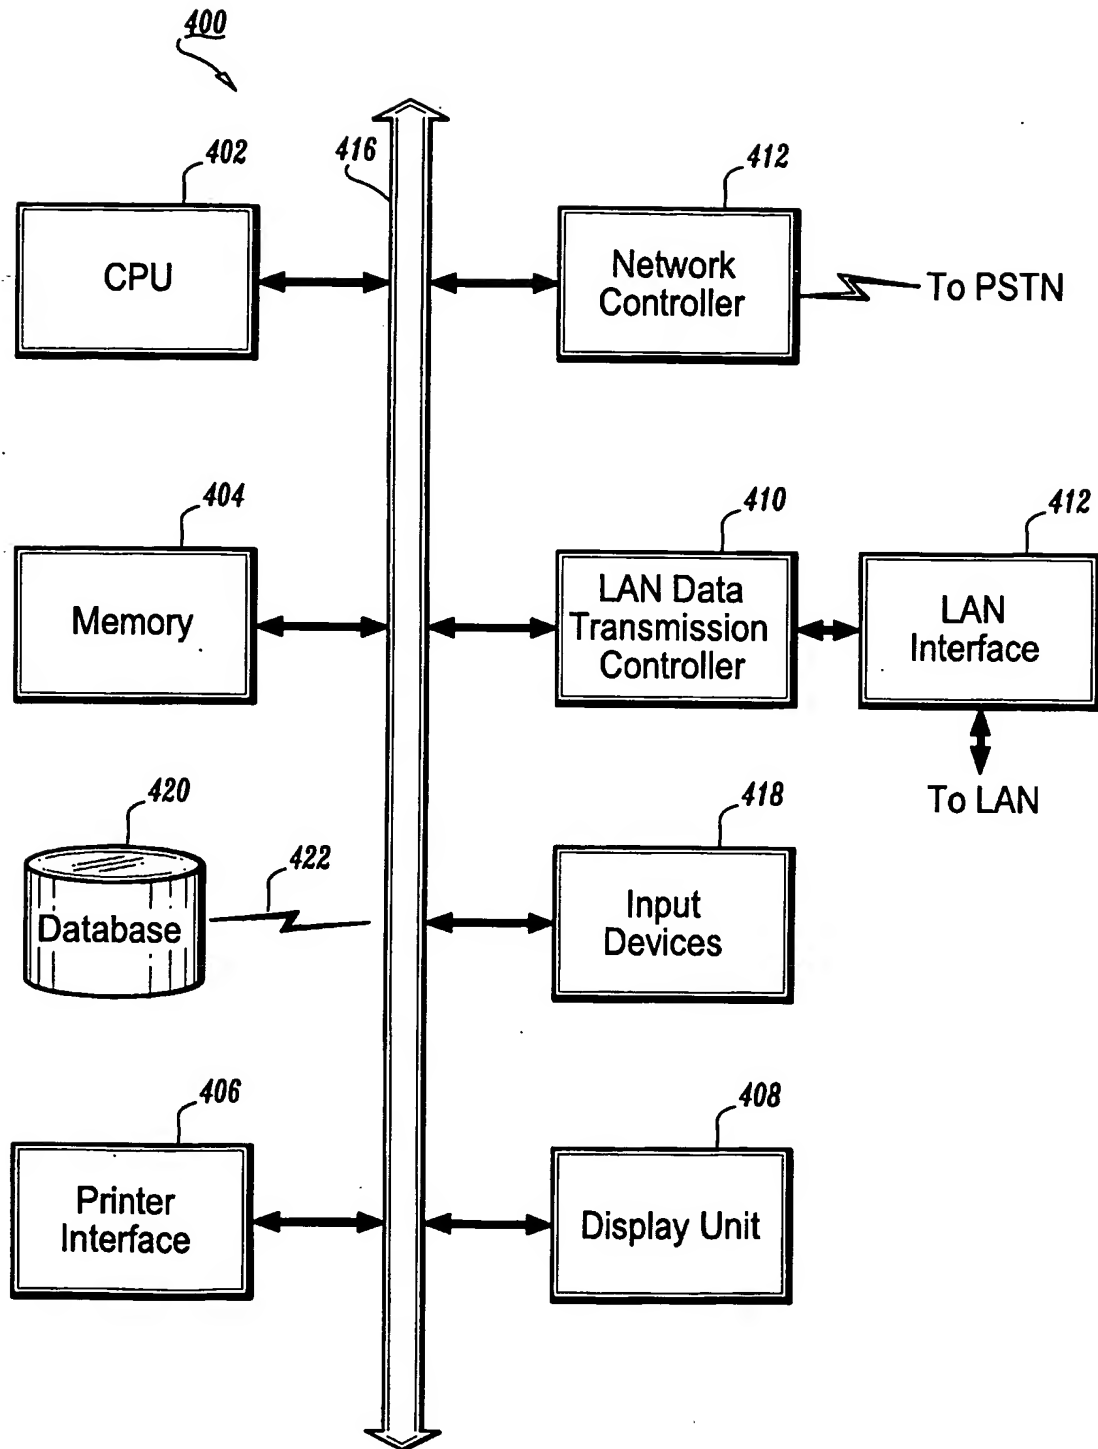 400
402
CPU
416
412
Network
Controller
To PSTN
404
Memory
410
LAN Data
Transmission
Controller
412
LAN
Interface
To LAN
420
Database
422
418
Input
Devices
406
Printer
Interface
408
Display Unit